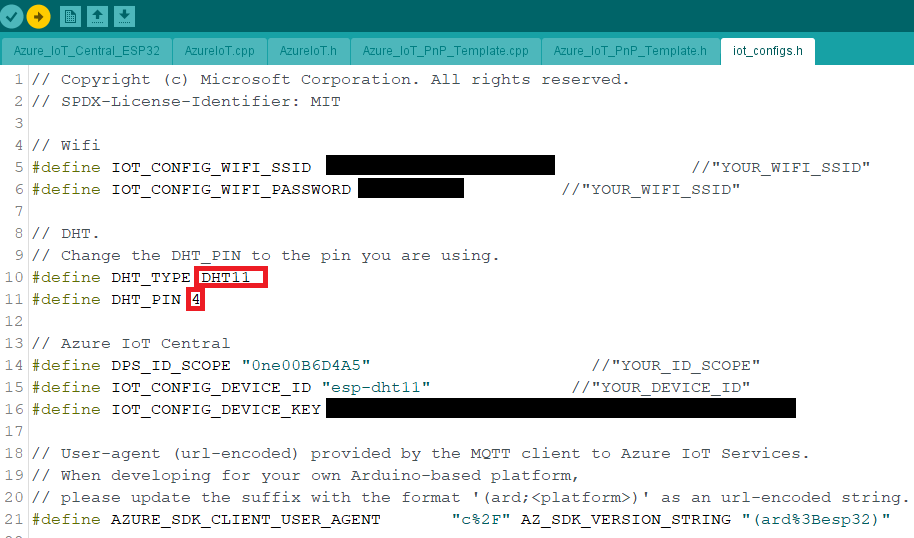 Azure_IoT_Central_ESP32 AzureIoT.cpp AzureIoT.h Azure_IoT_PnP_Template.cpp Azure_IoT_PnP_Template.h iot_configs.h
1 // Copyright (c) Microsoft Corporation. All rights reserved.
2 // SPDX-License-Identifier: MIT
3
4 // Wifi
5 #define IOT_CONFIG_WIFI_SSID //"YOUR_WIFI_SSID"
6 #define IOT_CONFIG_WIFI_PASSWORD //"YOUR_WIFI_SSID"
7
8 // DHT.
9 // Change the DHT_PIN to the pin you are using.
10 #define DHT_TYPE DHT11
11 #define DHT_PIN 4
12
13 // Azure IoT Central
14 #define DPS_ID_SCOPE "0ne00B6D4A5" //"YOUR_ID_SCOPE"
15 #define IOT_CONFIG_DEVICE_ID "esp-dht11" //"YOUR_DEVICE_ID"
16 #define IOT_CONFIG_DEVICE_KEY
17
18 // User-agent (url-encoded) provided by the MQTT client to Azure IoT Services.
19 // When developing for your own Arduino-based platform,
20 // please update the suffix with the format '(ard;<platform>)' as an url-encoded string.
21 #define AZURE_SDK_CLIENT_USER_AGENT "c%2F" AZ_SDK_VERSION_STRING "(ard%3Besp32)"